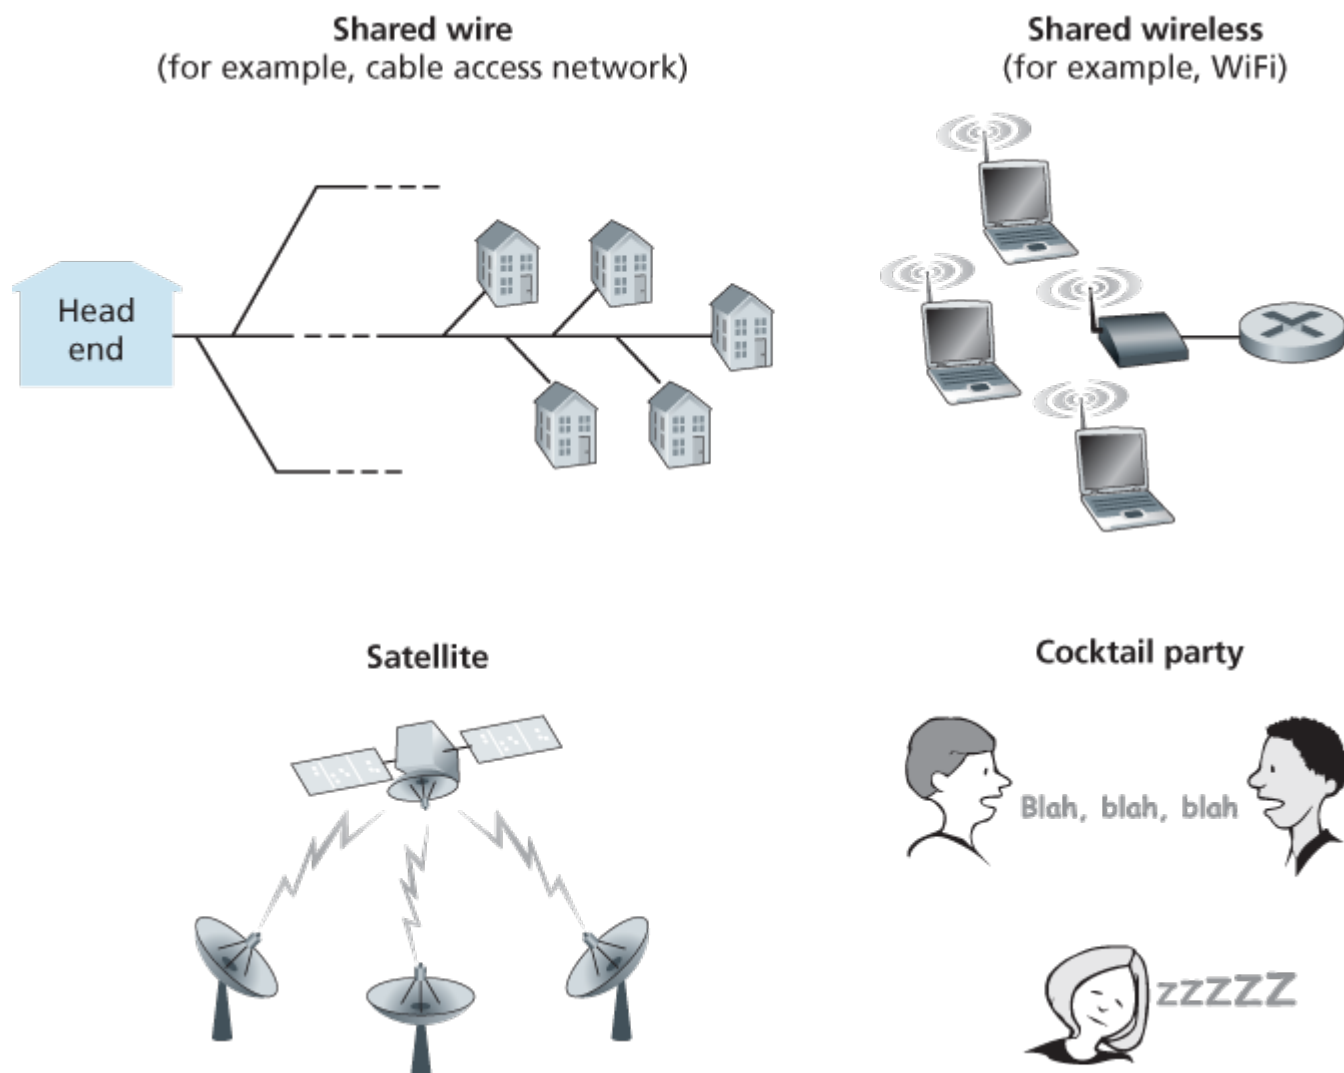 Shared wire
(for example, cable access network)
Shared wireless
(for example, WiFi)
Head
end
Satellite
Cocktail party
Blah, blah, blah
zzzzz